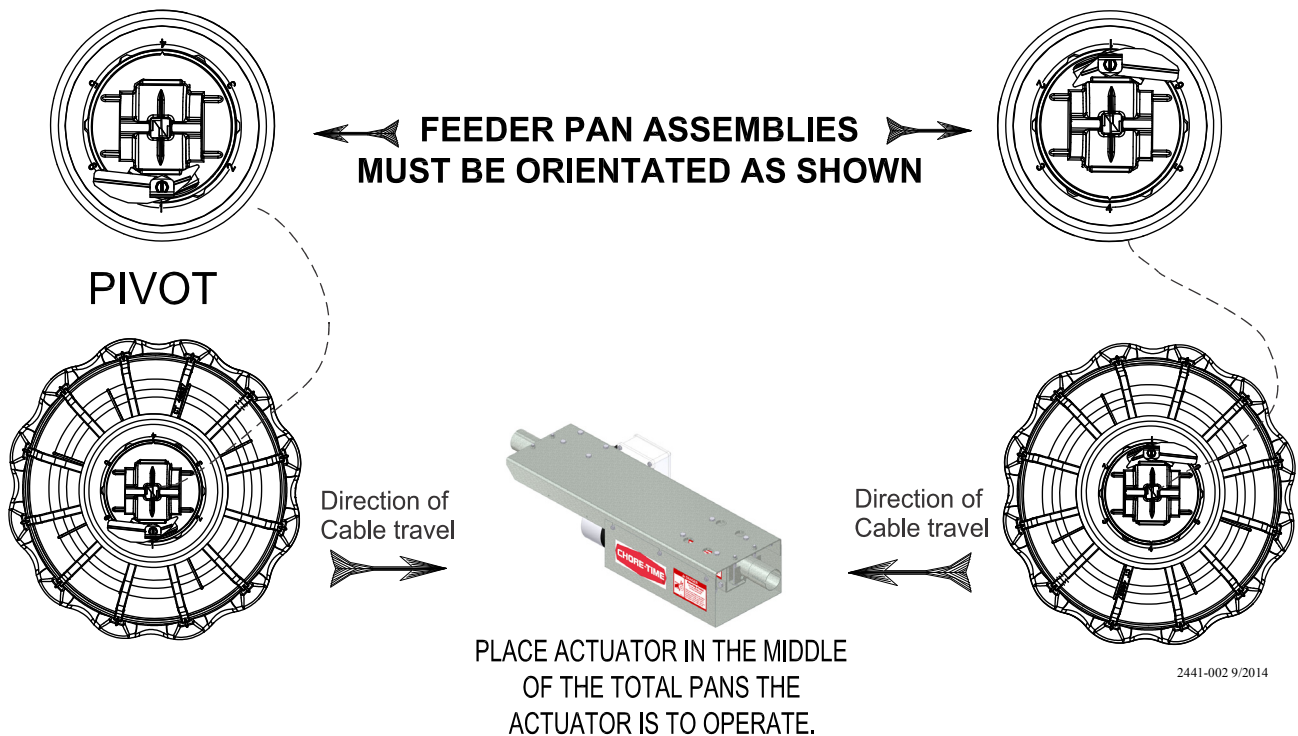 FEEDER PAN ASSEMBLIES
MUST BE ORIENTATED AS SHOWN
PIVOT
Direction of
Cable travel
CHORE-TIME
Direction of
Cable travel
PLACE ACTUATOR IN THE MIDDLE
OF THE TOTAL PANS THE
ACTUATOR IS TO OPERATE.
2441-002 9/2014